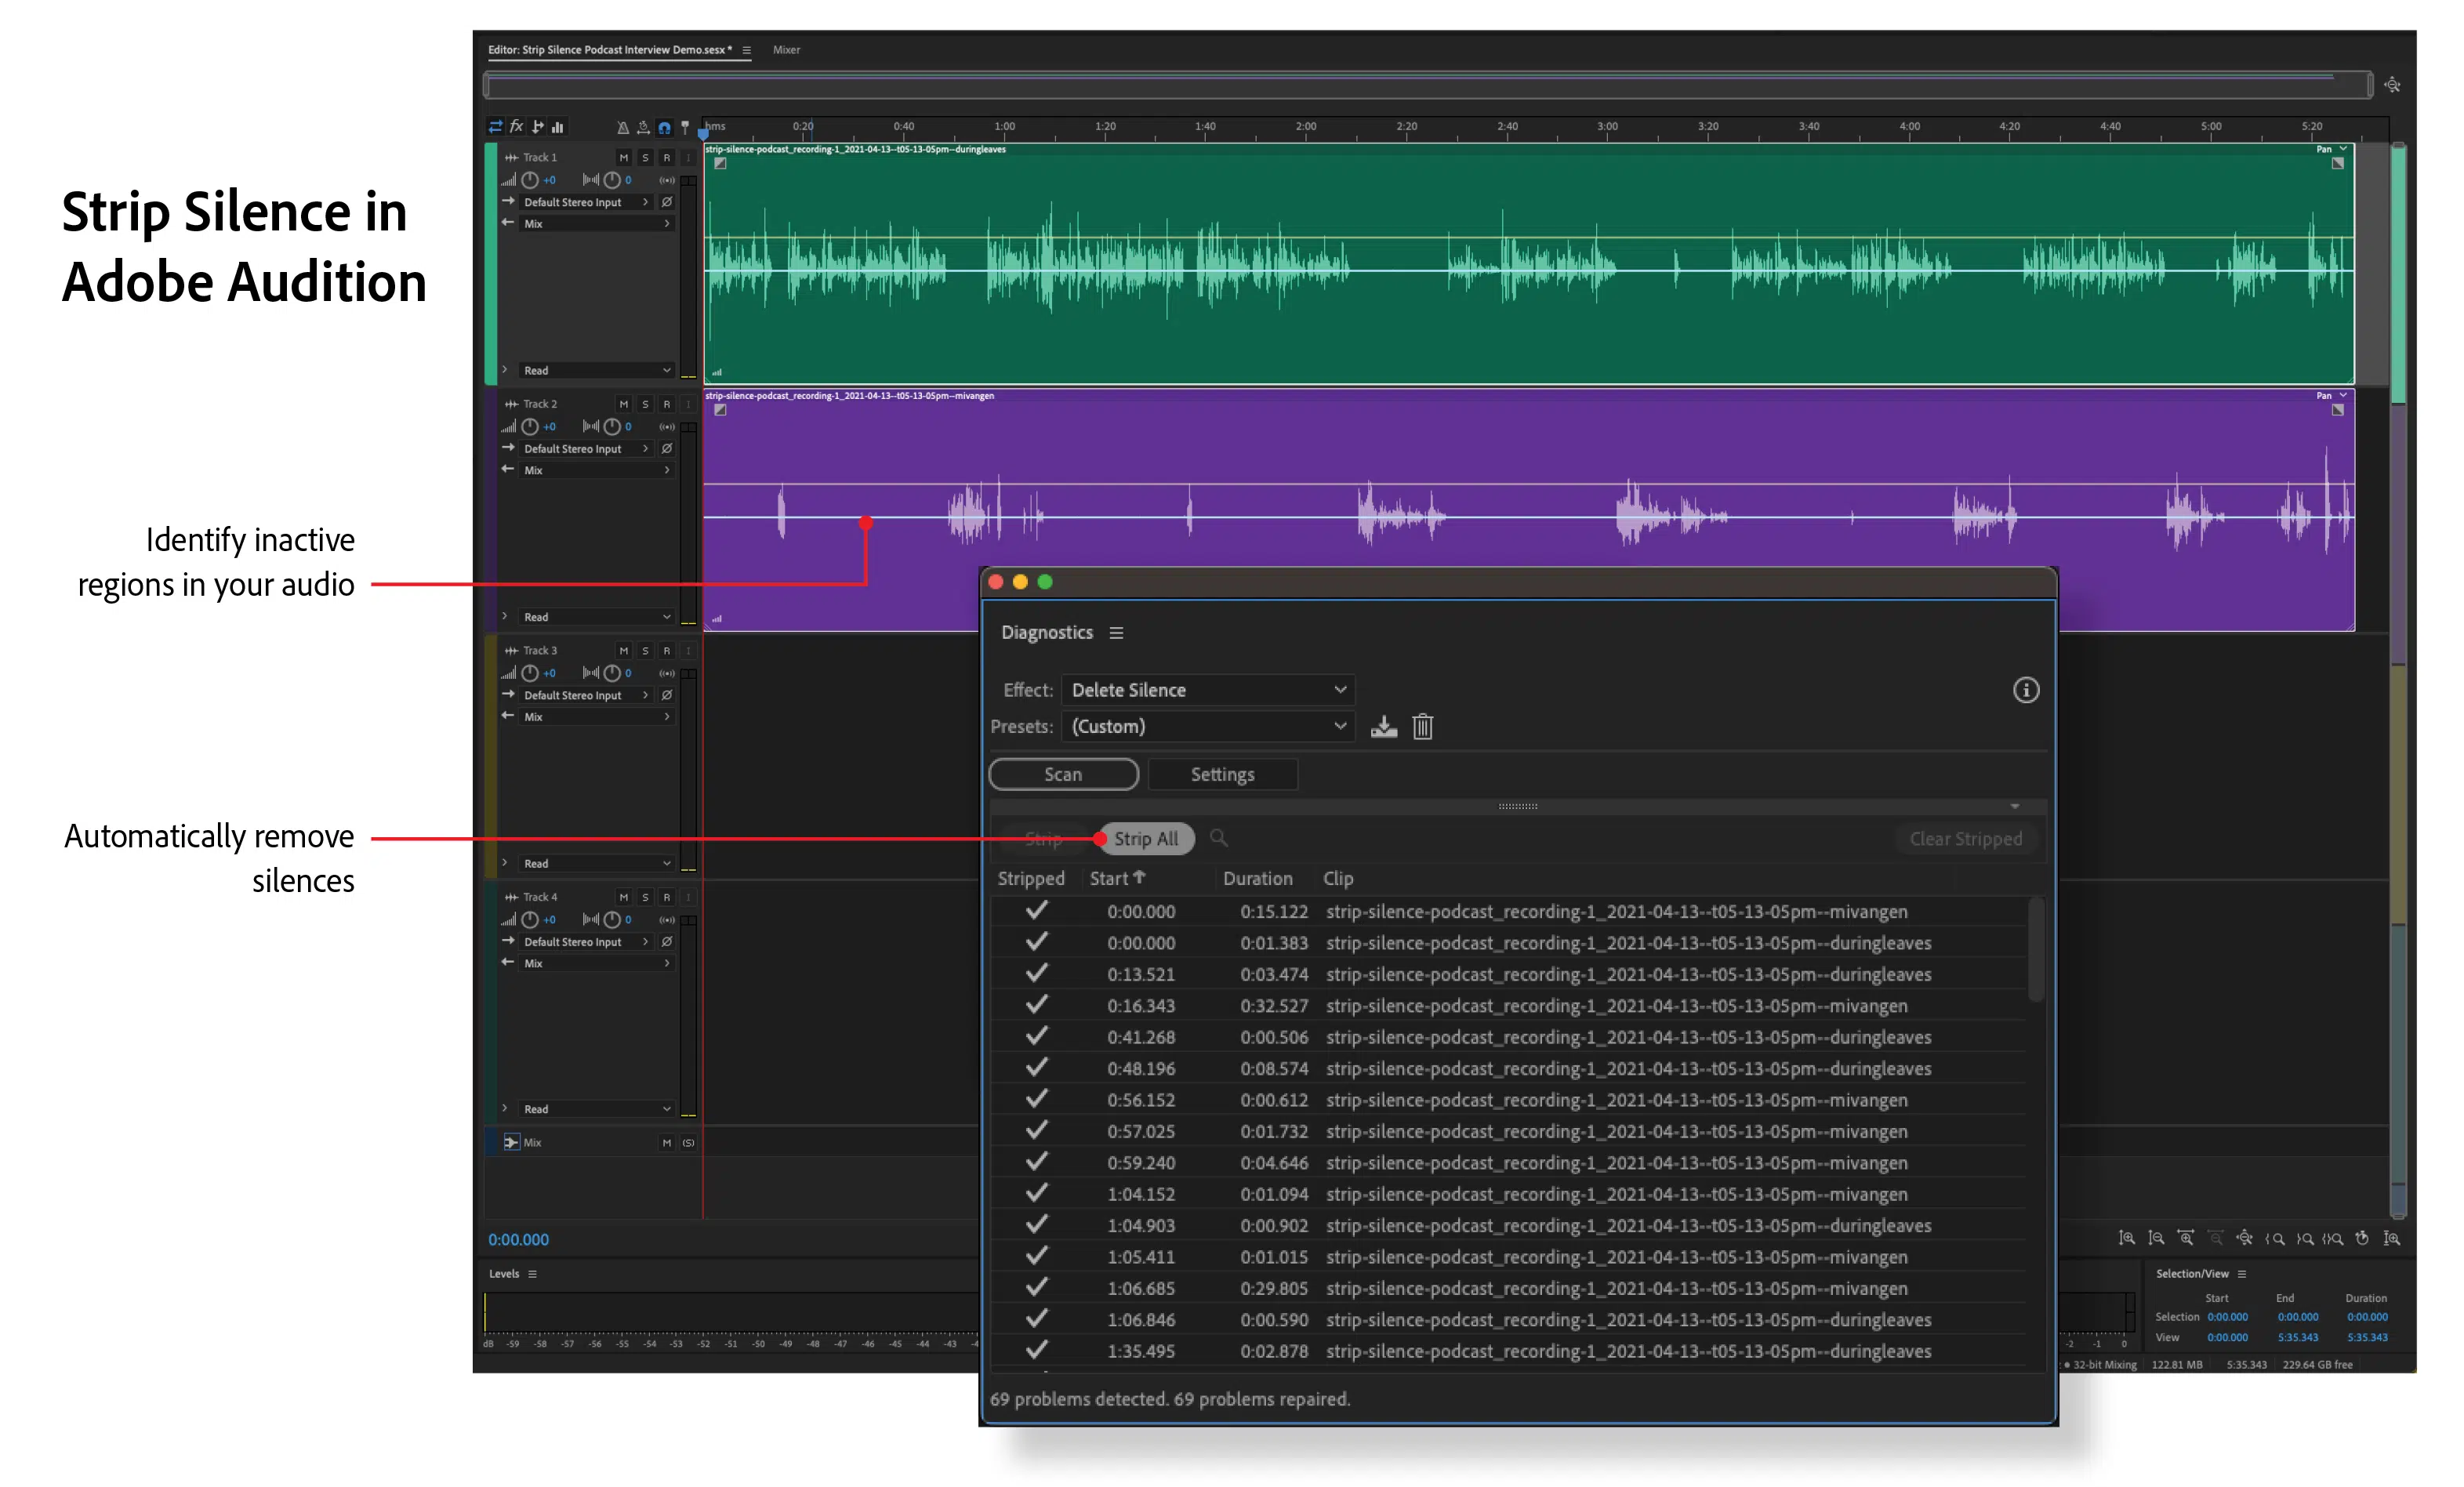 Strip Silence in
Adobe Audition
Identify inactive
regions in your audio
Automatically remove
silences
Editor: Strip Silence Podcast Interview Demo.sesx *
Mixer
fx
hms 0:20 0:40 1:00 1:20 1:40 2:00 2:20 2:40 3:00 3:20 3:40 4:00 4:20 4:40 5:00 5:20
Track 1 M S R I
+0 0
Default Stereo Input
Mix
Read
strip-silence-podcast_recording-1_2021-04-13--t05-13-05pm--duringleaves
Pan
Track 2 M S R I
+0 0
Default Stereo Input
Mix
Read
strip-silence-podcast_recording-1_2021-04-13--t05-13-05pm--mivangen
Pan
Track 3 M S R I
+0 0
Default Stereo Input
Mix
Read
Track 4 M S R I
+0 0
Default Stereo Input
Mix
Read
Mix M (S)
0:00.000
Levels
dB -59 -58 -57 -56 -55 -54 -53 -52 -51 -50 -49 -48 -47 -46 -45 -44 -43
-2 -1 0
Diagnostics
Effect: Delete Silence
Presets: (Custom)
Scan Settings
Strip Strip All Clear Stripped
Stripped Start Duration Clip
0:00.000 0:15.122 strip-silence-podcast_recording-1_2021-04-13--t05-13-05pm--mivangen
0:00.000 0:01.383 strip-silence-podcast_recording-1_2021-04-13--t05-13-05pm--duringleaves
0:13.521 0:03.474 strip-silence-podcast_recording-1_2021-04-13--t05-13-05pm--duringleaves
0:16.343 0:32.527 strip-silence-podcast_recording-1_2021-04-13--t05-13-05pm--mivangen
0:41.268 0:00.506 strip-silence-podcast_recording-1_2021-04-13--t05-13-05pm--duringleaves
0:48.196 0:08.574 strip-silence-podcast_recording-1_2021-04-13--t05-13-05pm--duringleaves
0:56.152 0:00.612 strip-silence-podcast_recording-1_2021-04-13--t05-13-05pm--mivangen
0:57.025 0:01.732 strip-silence-podcast_recording-1_2021-04-13--t05-13-05pm--mivangen
0:59.240 0:04.646 strip-silence-podcast_recording-1_2021-04-13--t05-13-05pm--mivangen
1:04.152 0:01.094 strip-silence-podcast_recording-1_2021-04-13--t05-13-05pm--mivangen
1:04.903 0:00.902 strip-silence-podcast_recording-1_2021-04-13--t05-13-05pm--duringleaves
1:05.411 0:01.015 strip-silence-podcast_recording-1_2021-04-13--t05-13-05pm--mivangen
1:06.685 0:29.805 strip-silence-podcast_recording-1_2021-04-13--t05-13-05pm--mivangen
1:06.846 0:00.590 strip-silence-podcast_recording-1_2021-04-13--t05-13-05pm--duringleaves
1:35.495 0:02.878 strip-silence-podcast_recording-1_2021-04-13--t05-13-05pm--duringleaves
69 problems detected. 69 problems repaired.
Selection/View
Start End Duration
Selection 0:00.000 0:00.000 0:00.000
View 0:00.000 5:35.343 5:35.343
32-bit Mixing 122.81 MB 5:35.343 229.64 GB free